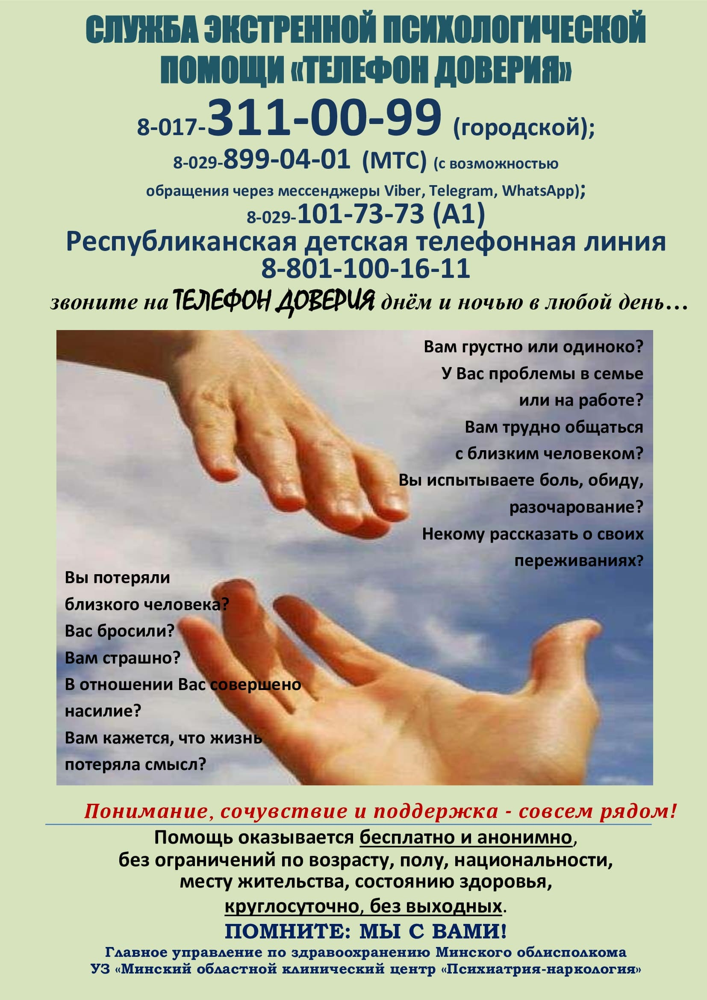 СЛУЖБА ЭКСТРЕННОЙ ПСИХОЛОГИЧЕСКОЙ
ПОМОЩИ «ТЕЛЕФОН ДОВЕРИЯ»
8-017-311-00-99 (городской);
8-029-899-04-01 (МТС) (с возможностью
обращения через мессенджеры Viber, Telegram, WhatsApp);
8-029-101-73-73 (А1)
Республиканская детская телефонная линия
8-801-100-16-11
звоните на ТЕЛЕФОН ДОВЕРИЯ днём и ночью в любой день...
Вам грустно или одиноко?
У Вас проблемы в семье
или на работе?
Вам трудно общаться
с близким человеком?
Вы испытываете боль, обиду,
разочарование?
Некому рассказать о своих
переживаниях?
Вы потеряли
близкого человека?
Вас бросили?
Вам страшно?
В отношении Вас совершено
насилие?
Вам кажется, что жизнь
потеряла смысл?
Понимание, сочувствие и поддержка - совсем рядом!
Помощь оказывается бесплатно и анонимно,
без ограничений по возрасту, полу, национальности,
месту жительства, состоянию здоровья,
круглосуточно, без выходных.
ПОМНИТЕ: МЫ С ВАМИ!
Главное управление по здравоохранению Минского облисполкома
УЗ «Минский областной клинический центр «Психиатрия-наркология»